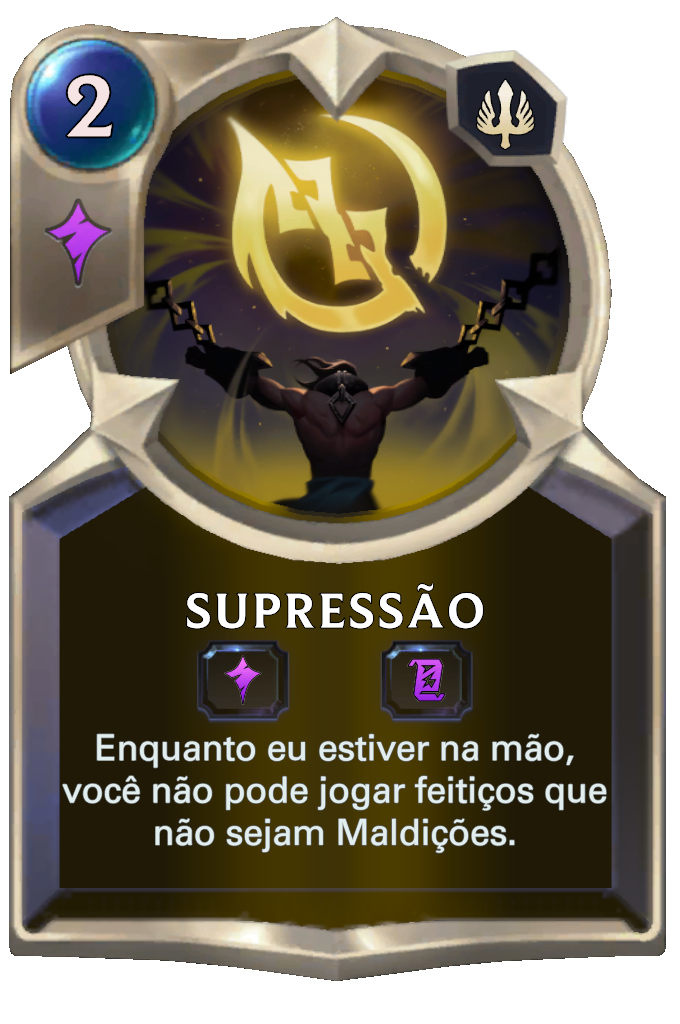 2
SUPRESSÃO
Enquanto eu estiver na mão,
você não pode jogar feitiços que
não sejam Maldições.